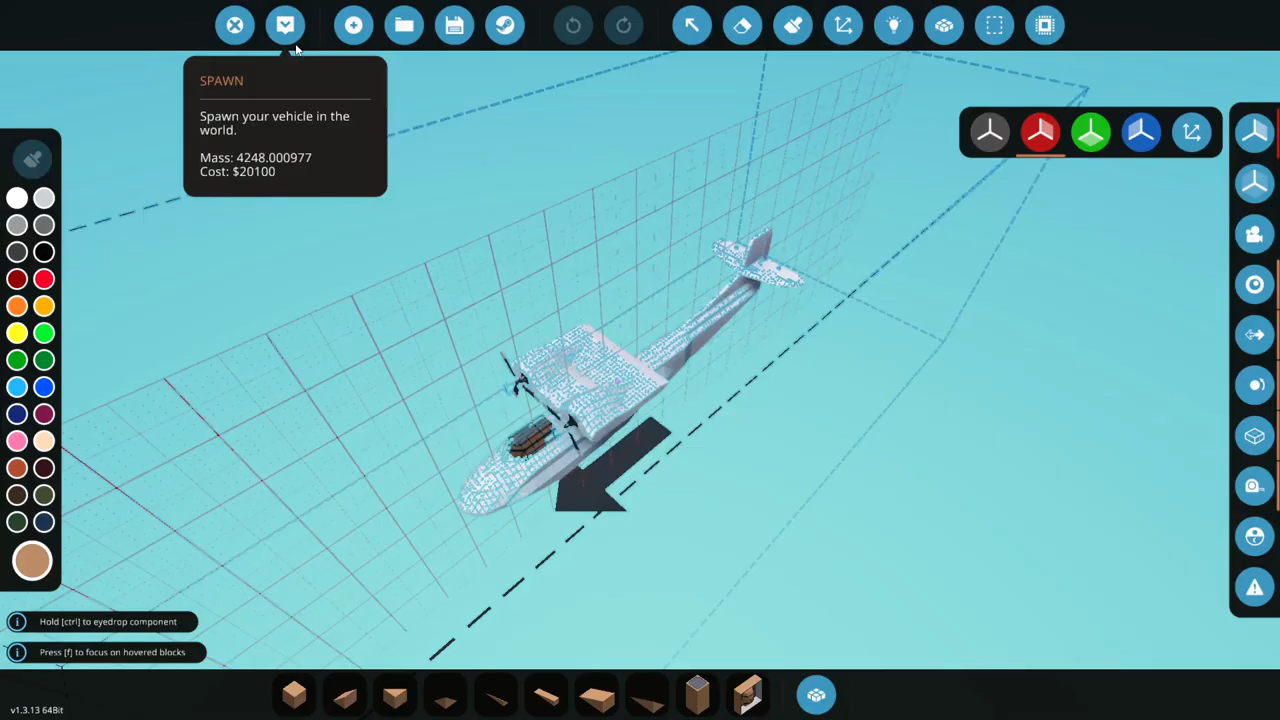 SPAWN
Spawn your vehicle in the
world.
Mass: 4248.000977
Cost: $20100
Hold [ctrl] to eyedrop component
Press [f] to focus on hovered blocks
v1.3.13 64Bit